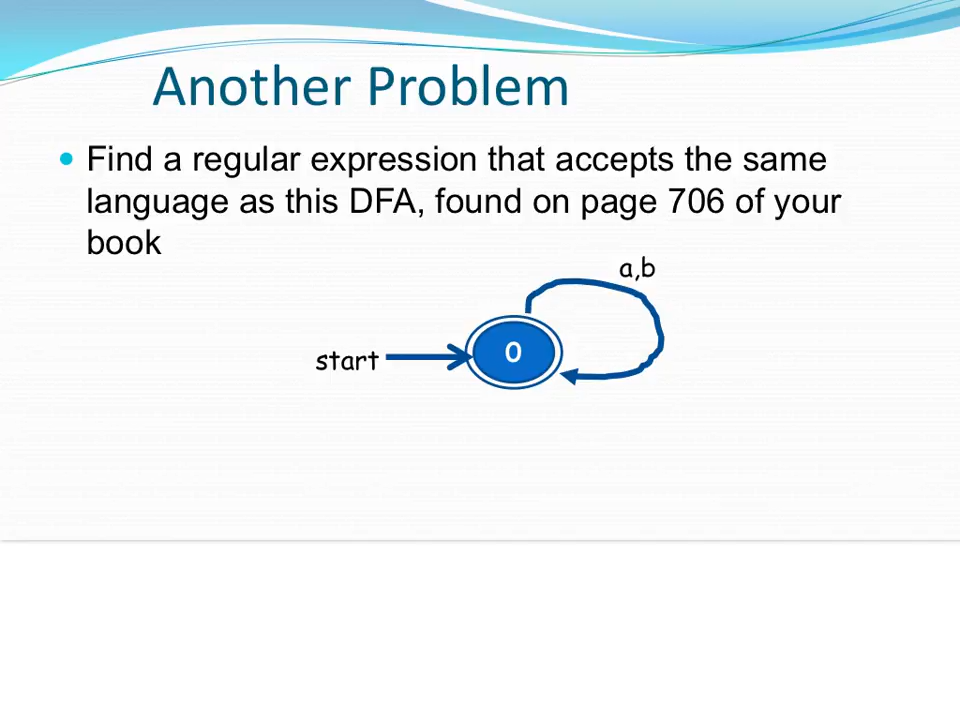 Another Problem
Find a regular expression that accepts the same
language as this DFA, found on page 706 of your
book
a,b
start
0